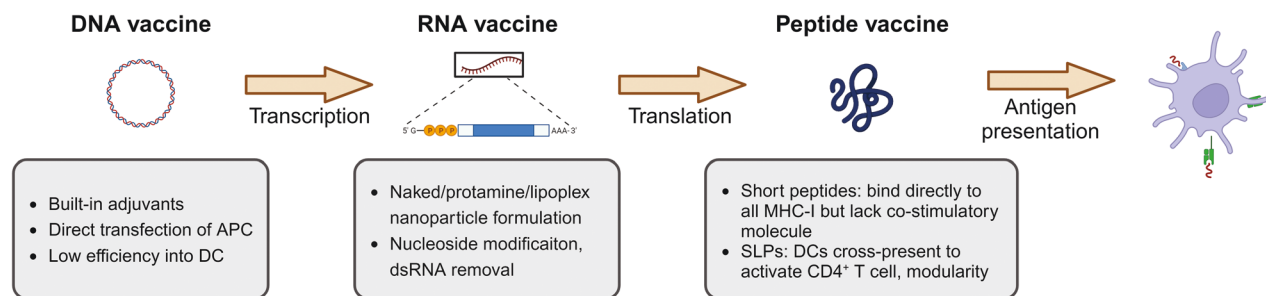 DNA vaccine
RNA vaccine
Peptide vaccine
Transcription
Translation
Antigen
presentation
5' G
P P P
AAA- 3'
• Built-in adjuvants
• Direct transfection of APC
• Low efficiency into DC
• Naked/protamine/lipoplex
nanoparticle formulation
• Nucleoside modificaiton,
dsRNA removal
• Short peptides: bind directly to
all MHC-I but lack co-stimulatory
molecule
• SLPs: DCs cross-present to
activate CD4⁺ T cell, modularity